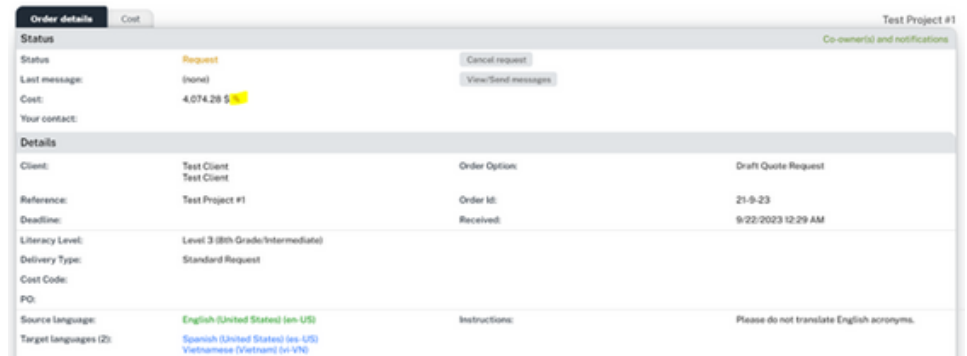 Order details Cost Test Project #1
Status Co-owner(s) and notifications
Status Request Cancel request
Last message: (none) View/Send messages
Cost: 4,074.28 $
Your contact:
Details
Client: Test Client Order Option: Draft Quote Request
Test Client
Reference: Test Project #1 Order Id: 21-9-23
Deadline: Received: 9/22/2023 12:29 AM
Literacy Level: Level 3 (8th Grade/Intermediate)
Delivery Type: Standard Request
Cost Code:
PO:
Source language: English (United States) (en-US) Instructions: Please do not translate English acronyms.
Target languages (2): Spanish (United States) (es-US)
Vietnamese (Vietnam) (vi-VN)